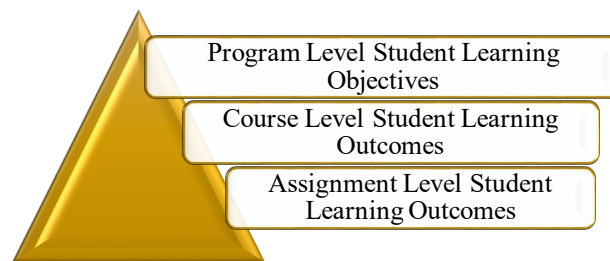 Program Level Student Learning
Objectives
Course Level Student Learning
Outcomes
Assignment Level Student
Learning Outcomes